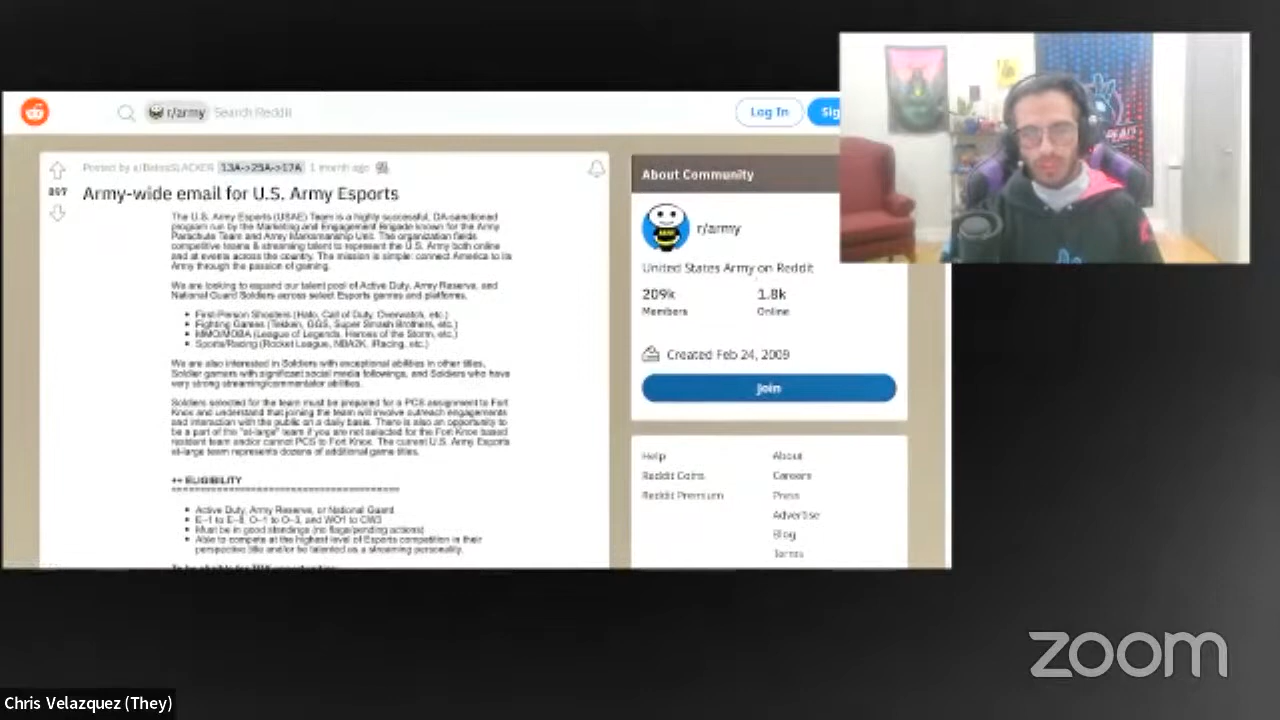 r/army Search Reddit
Log In
Sig
Posted by u/ 13A->25A->17A 1 month ago
897
Army-wide email for U.S. Army Esports
The U.S. Army Esports (USAE) Team is a highly successful, DA-sanctioned
program run by the Marketing and Engagement Brigade known for the Army
Parachute Team and Army Marksmanship Unit. The organization fields
competitive teams & streaming talent to represent the U.S. Army both online
and at events across the country. The mission is simple: connect America to its
Army through the passion of gaming.
We are looking to expand our talent pool of Active Duty, Army Reserve, and
National Guard Soldiers across select Esports genres and platforms.
• First-Person Shooters (Halo, Call of Duty, Overwatch, etc.)
• Fighting Games (Tekken, GGS, Super Smash Brothers, etc.)
• MMO/MOBA (League of Legends, Heroes of the Storm, etc.)
• Sports/Racing (Rocket League, NBA2K, iRacing, etc.)
We are also interested in Soldiers with exceptional abilities in other titles,
Soldier gamers with significant social media followings, and Soldiers who have
very strong streaming/commentator abilities.
Soldiers selected for the team must be prepared for a PCS assignment to Fort
Knox and understand that joining the team will involve outreach engagements
and interaction with the public on a daily basis. There is also an opportunity to
be a part of the "at-large" team if you are not selected for the Fort Knox based
resident team and/or cannot PCS to Fort Knox. The current U.S. Army Esports
at-large team represents dozens of additional game titles.
++ ELIGIBILITY
• Active Duty, Army Reserve, or National Guard
• E-1 to E-8, O-1 to O-3, and WO1 to CW3
• Must be in good standings (no flags/pending actions)
• Able to compete at the highest level of Esports competition in their
perspective title and/or be talented as a streaming personality.
About Community
r/army
United States Army on Reddit
209k 1.8k
Members Online
Created Feb 24, 2009
Join
Help About
Reddit Coins Careers
Reddit Premium Press
Advertise
Blog
Terms
zoom
Chris Velazquez (They)